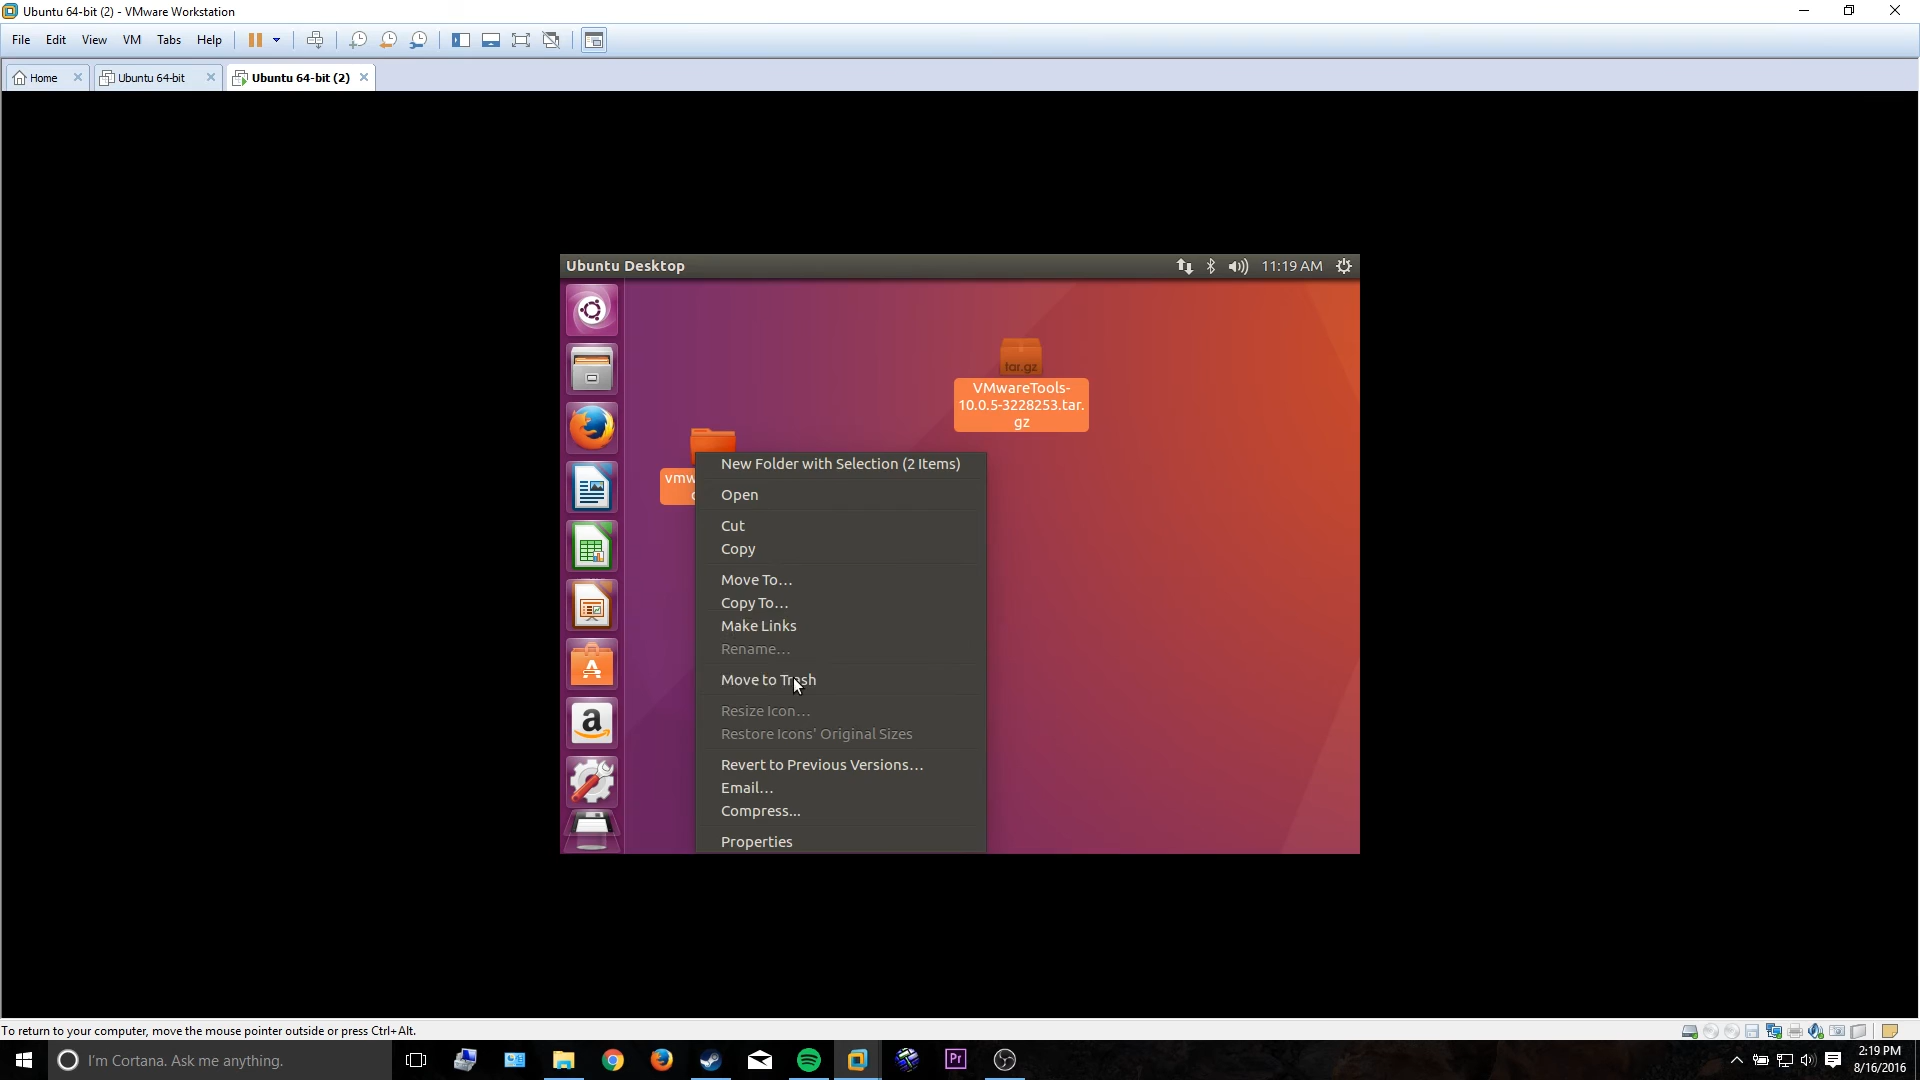 Ubuntu 64-bit (2) - VMware Workstation
File Edit View VM Tabs Help
Home Ubuntu 64-bit Ubuntu 64-bit (2)
Ubuntu Desktop 11:19 AM
tar.gz
VMwareTools-
10.0.5-3228253.tar.
gz
vmw
New Folder with Selection (2 Items)
Open
Cut
Copy
Move To...
Copy To...
Make Links
Rename...
Move to Trash
Resize Icon...
Restore Icons' Original Sizes
Revert to Previous Versions...
Email...
Compress...
Properties
To return to your computer, move the mouse pointer outside or press Ctrl+Alt.
I'm Cortana. Ask me anything.
Pr
2:19 PM
8/16/2016